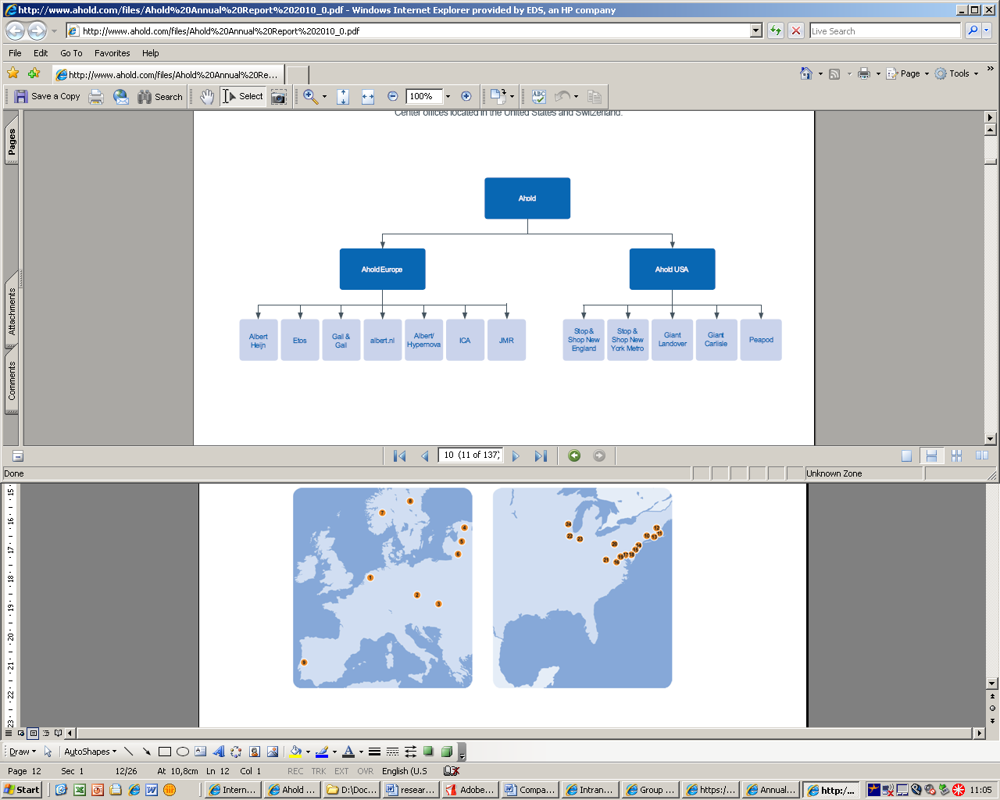 http://www.ahold.com/files/Ahold%20Annual%20Report%202010_0.pdf - Windows Internet Explorer provided by EDS, an HP company
http://www.ahold.com/files/Ahold%20Annual%20Report%202010_0.pdf
Live Search
File Edit Go To Favorites Help
http://www.ahold.com/files/Ahold%20Annual%20Re...
Page Tools
Save a Copy Search Select 100%
Pages
Attachments
Comments
Center offices located in the United States and Switzerland.
Ahold
Ahold Europe
Ahold USA
Albert
Heijn
Etos
Gall &
Gall
albert.nl
Albert/
Hypernova
ICA
JMR
Stop &
Shop New
England
Stop &
Shop New
York Metro
Giant
Landover
Giant
Carlisle
Peapod
10 (11 of 137)
Done
Unknown Zone
15
16
17
18
19
20
21
22
23
8
7
4
5
6
1
2
3
9
24
22
23
20
21
12
11
10
13
14
15
19
17
18
16
Draw AutoShapes
Page 12 Sec 1 12/26 At 10,8cm Ln 12 Col 1 REC TRK EXT OVR English (U.S
Start Intern... Ahold ... D:\Doc... resear... Adobe... Compa... Intran... Group ... https:/... Annual... http:/... 11:05